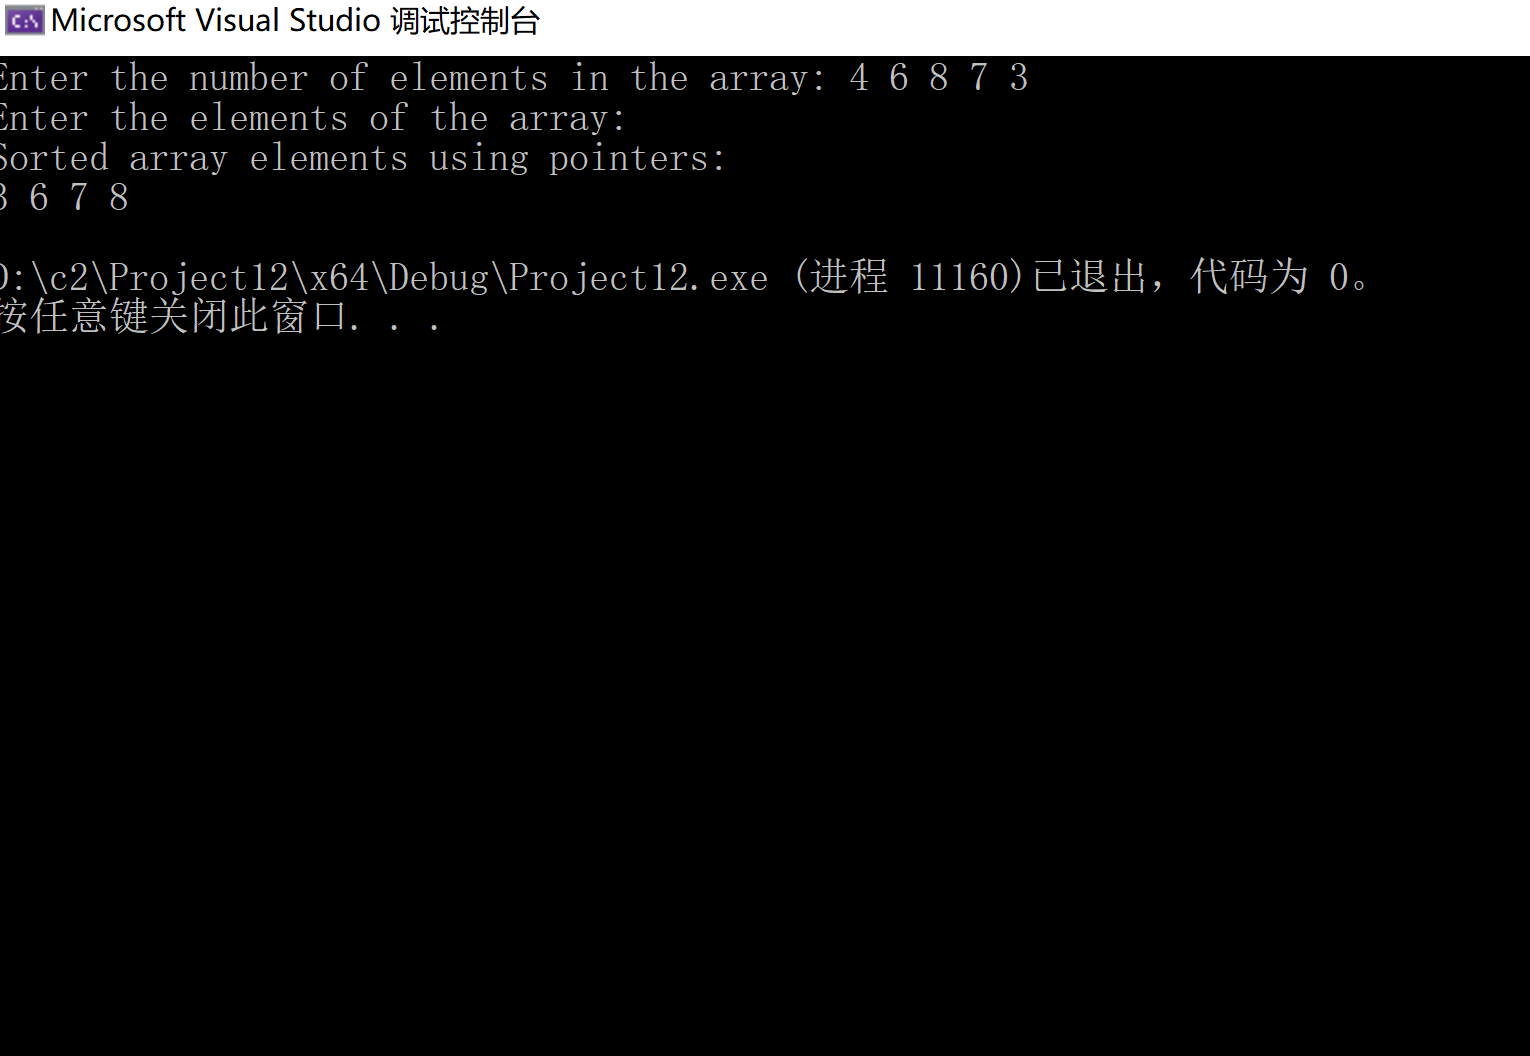 Microsoft Visual Studio 调试控制台
Enter the number of elements in the array: 4 6 8 7 3
Enter the elements of the array:
Sorted array elements using pointers:
3 6 7 8
D:\c2\Project12\x64\Debug\Project12.exe (进程 11160)已退出，代码为 0。
按任意键关闭此窗口. . .